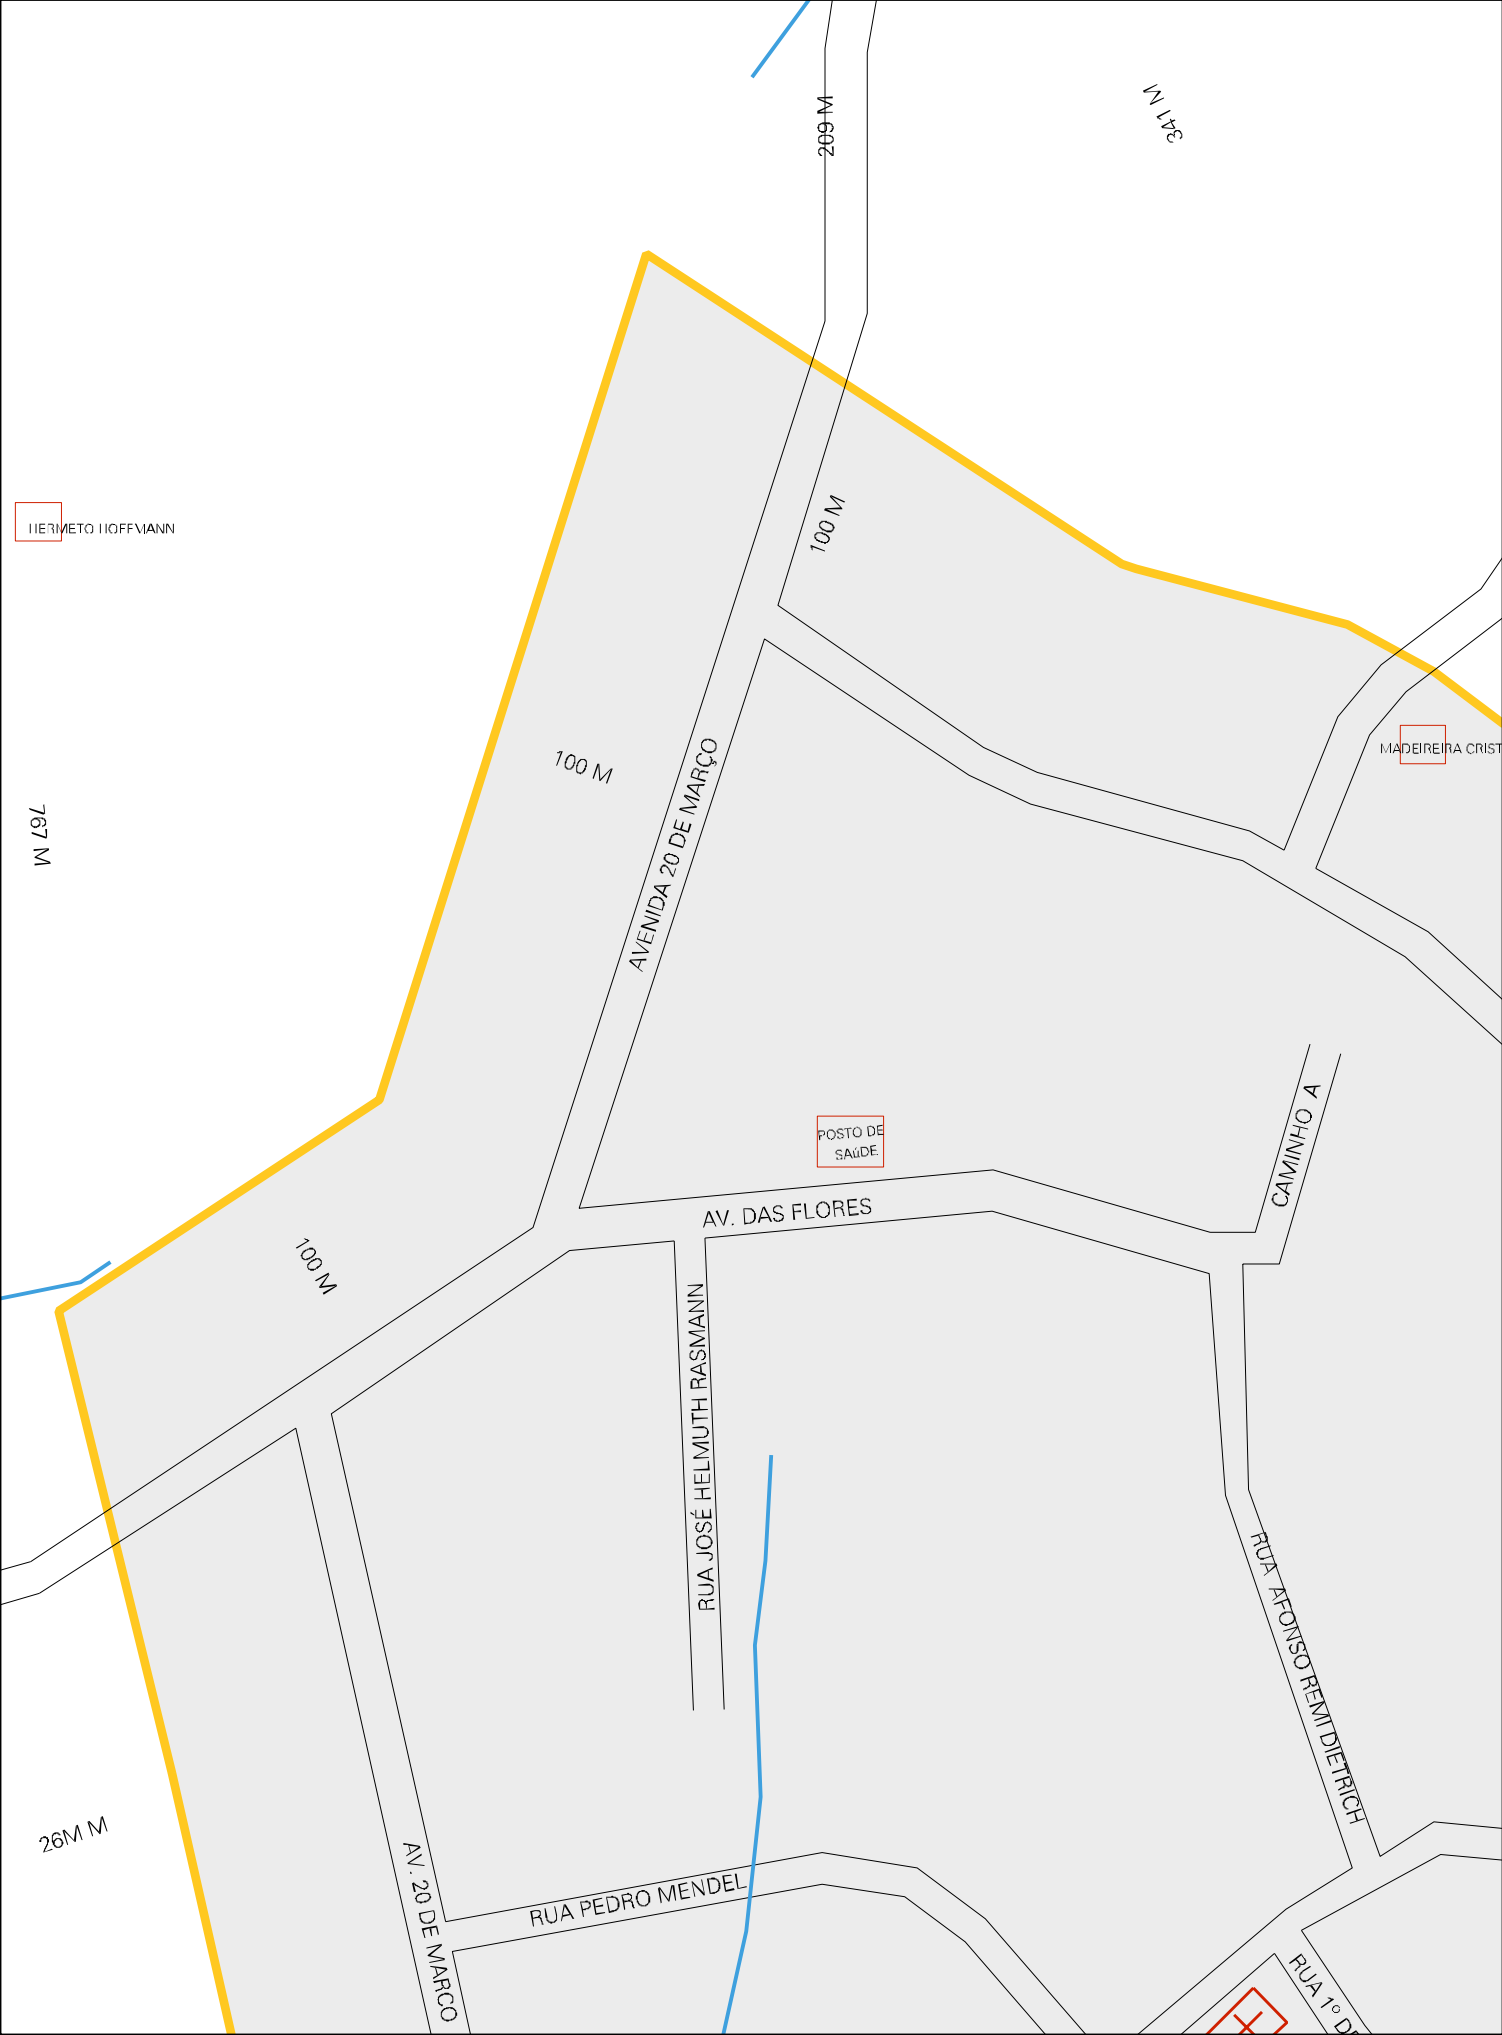 209 M
341 M
100 M
HERMETO HOFFMANN
MADEIREIRA CRIST
100 M
767 M
AVENIDA 20 DE MARÇO
CAMINHO A
POSTO DE
SAúDE
AV. DAS FLORES
100 M
RUA JOSÉ HELMUTH RASMANN
RUA AFONSO REMI DIETRICH
26M M
AV. 20 DE MARCO
RUA PEDRO MENDEL
RUA 1º